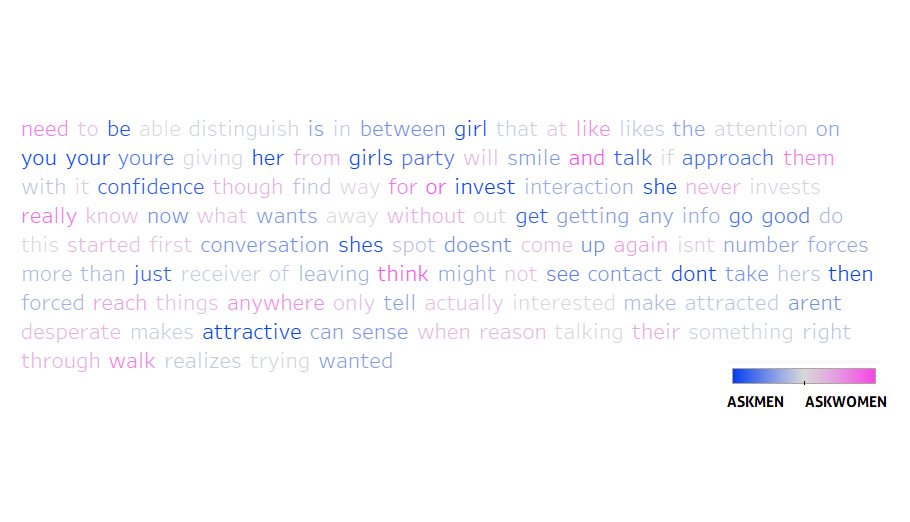 need to be able distinguish is in between girl that at like likes the attention on
you your youre giving her from girls party will smile and talk if approach them
with it confidence though find way for or invest interaction she never invests
really know now what wants away without out get getting any info go good do
this started first conversation shes spot doesnt come up again isnt number forces
more than just receiver of leaving think might not see contact dont take hers then
forced reach things anywhere only tell actually interested make attracted arent
desperate makes attractive can sense when reason talking their something right
through walk realizes trying wanted
ASKMEN ASKWOMEN